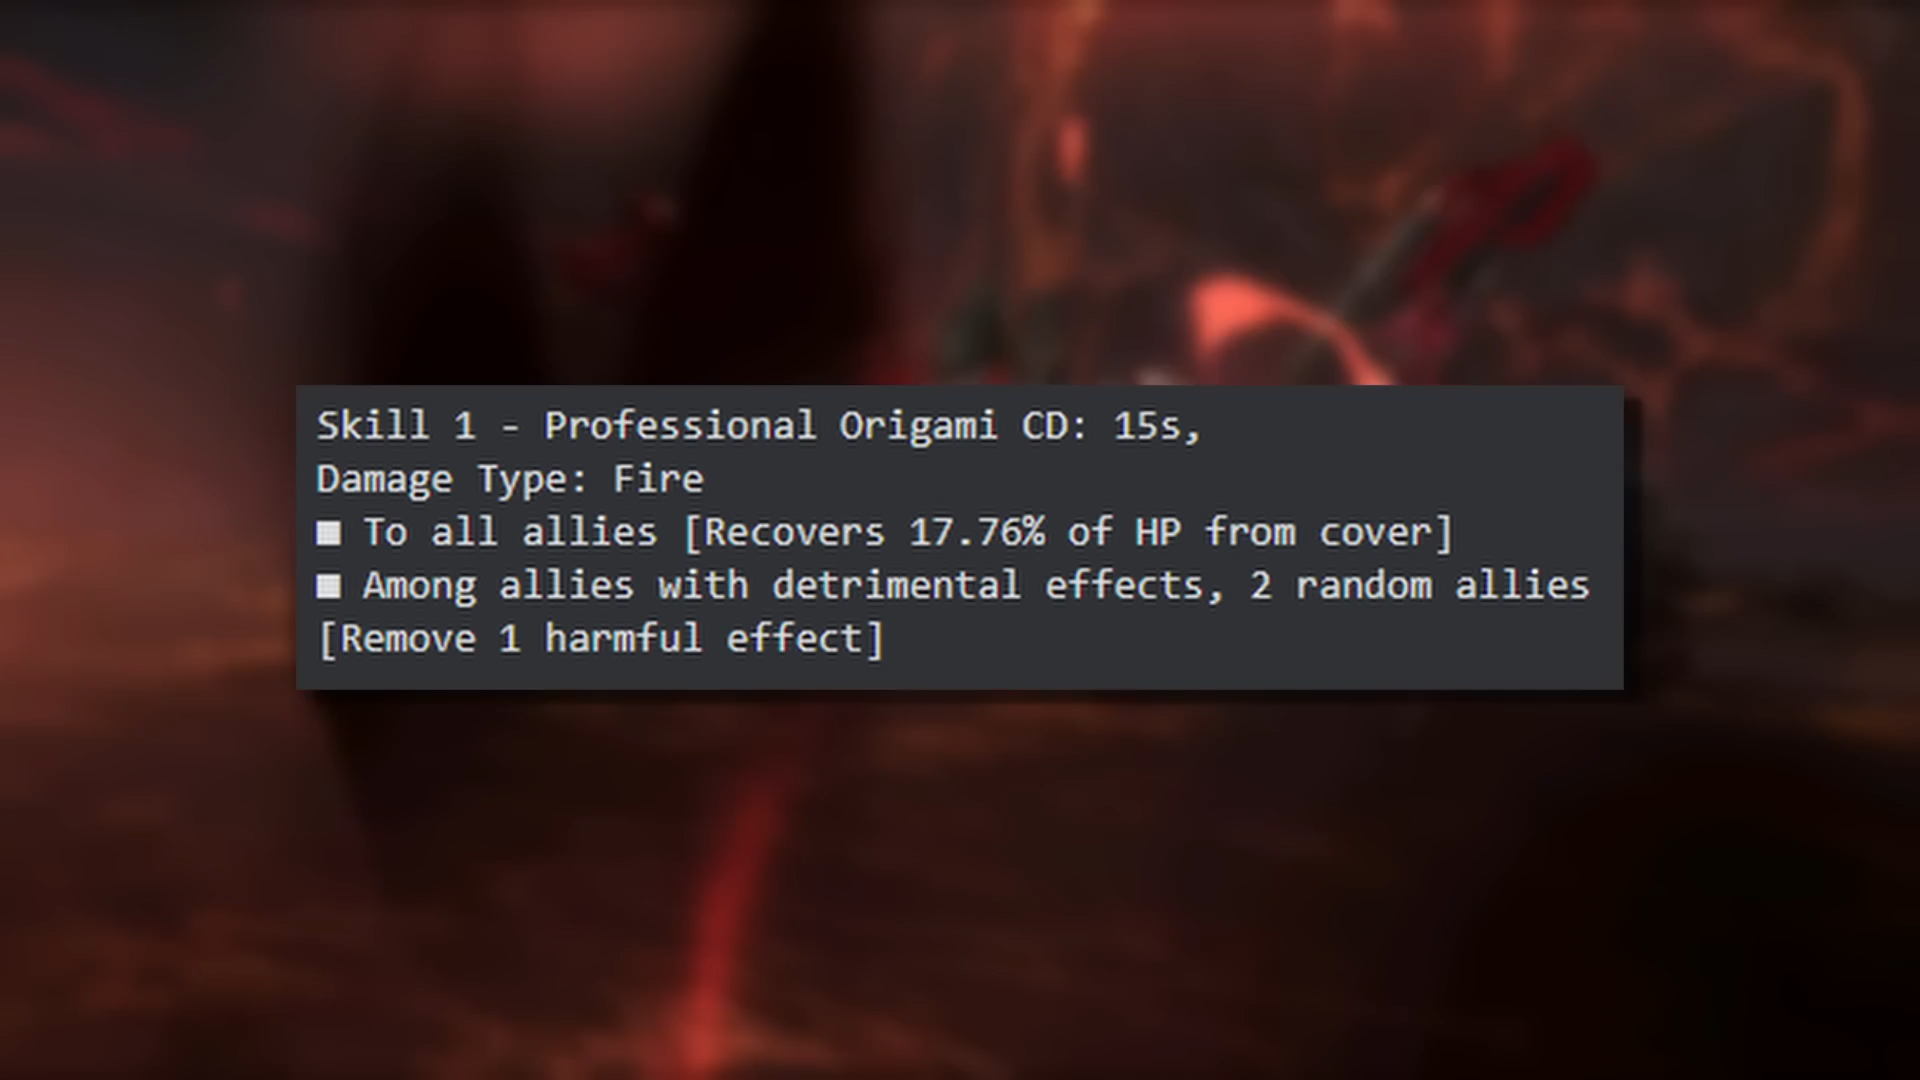 Skill 1 - Professional Origami CD: 15s,
Damage Type: Fire
■ To all allies [Recovers 17.76% of HP from cover]
■ Among allies with detrimental effects, 2 random allies
[Remove 1 harmful effect]